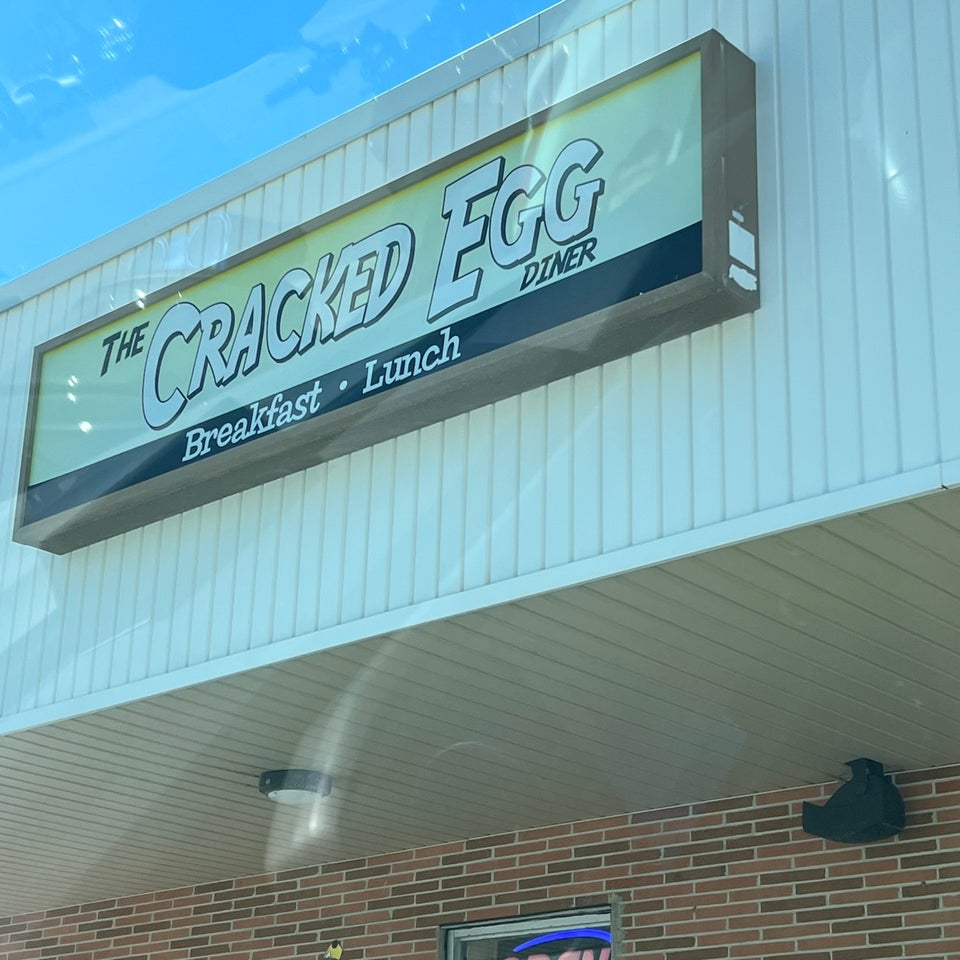 THE CRACKED EGG
DINER
Breakfast • Lunch